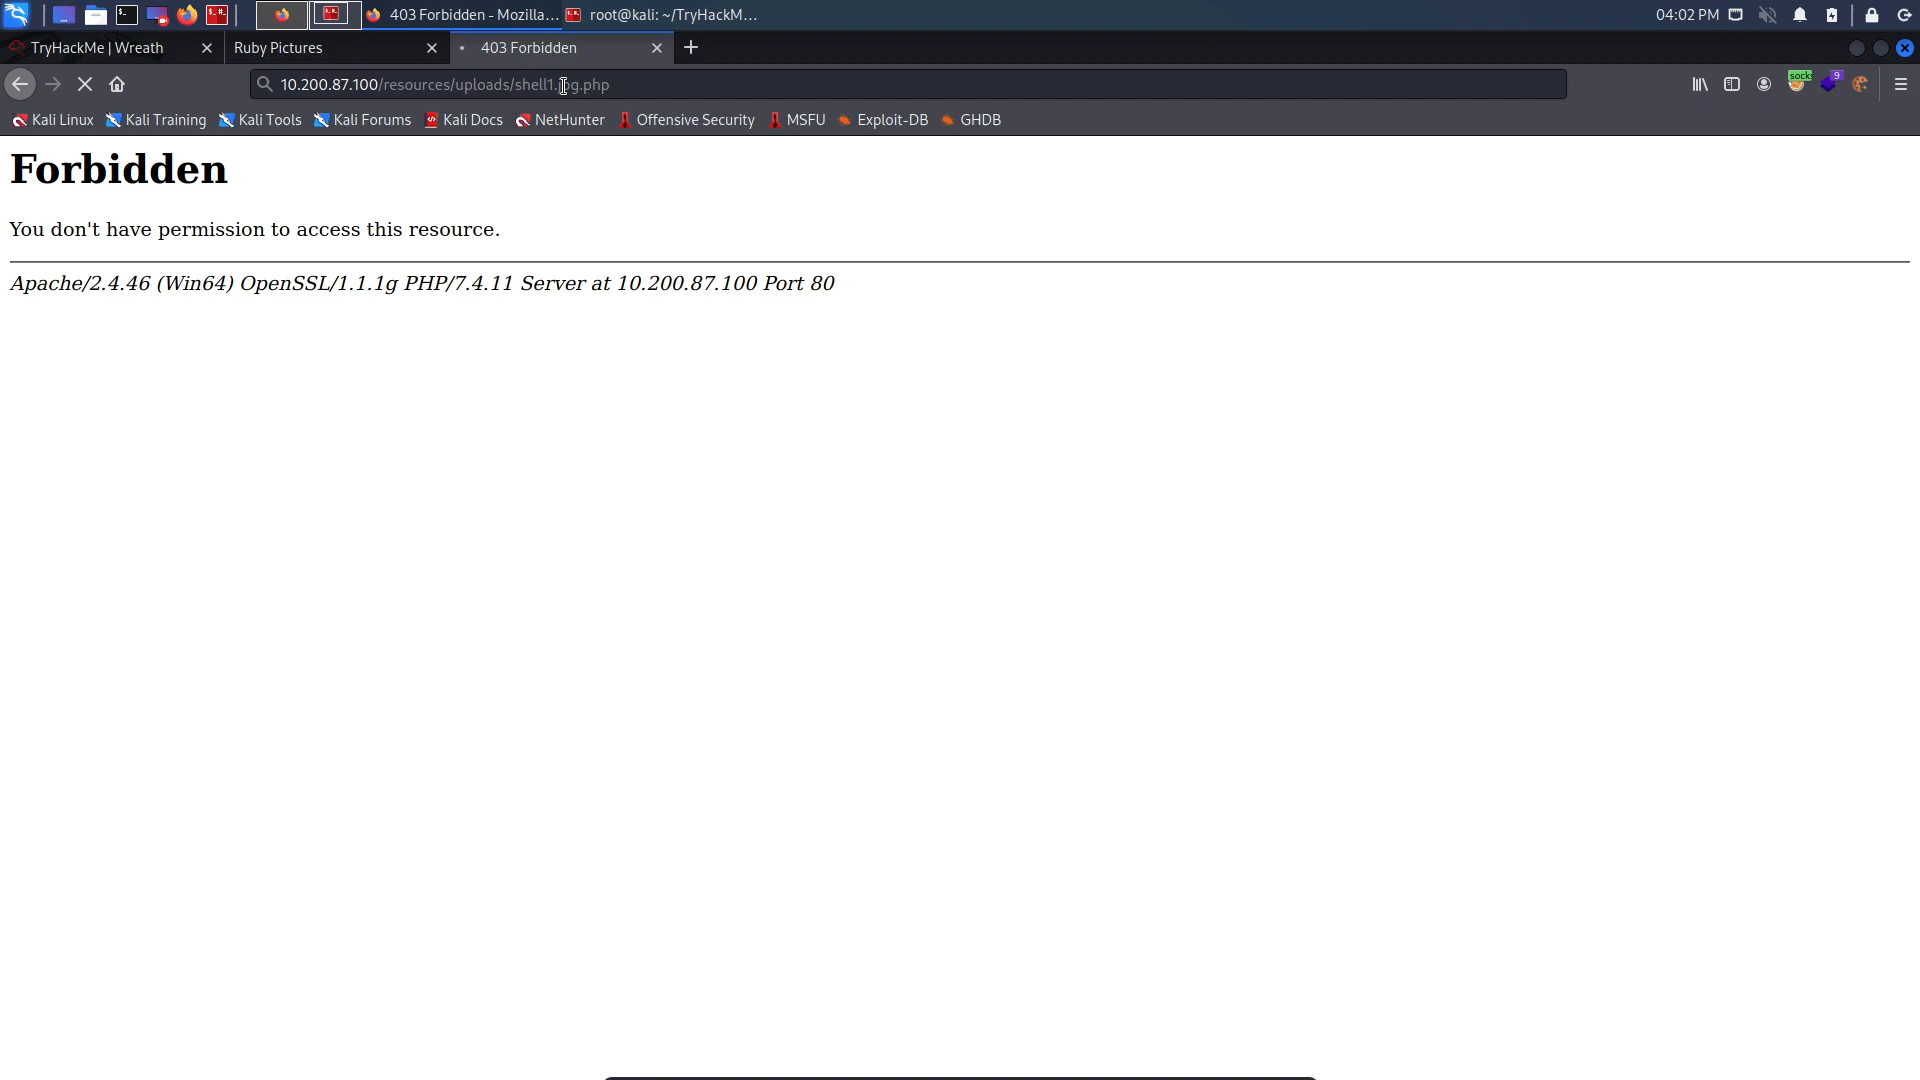 403 Forbidden - Mozilla...
root@kali: ~/TryHackM...
04:02 PM
TryHackMe | Wreath
Ruby Pictures
403 Forbidden
10.200.87.100/resources/uploads/shell1.jpg.php
socks
9
Kali Linux
Kali Training
Kali Tools
Kali Forums
Kali Docs
NetHunter
Offensive Security
MSFU
Exploit-DB
GHDB
Forbidden
You don't have permission to access this resource.
Apache/2.4.46 (Win64) OpenSSL/1.1.1g PHP/7.4.11 Server at 10.200.87.100 Port 80